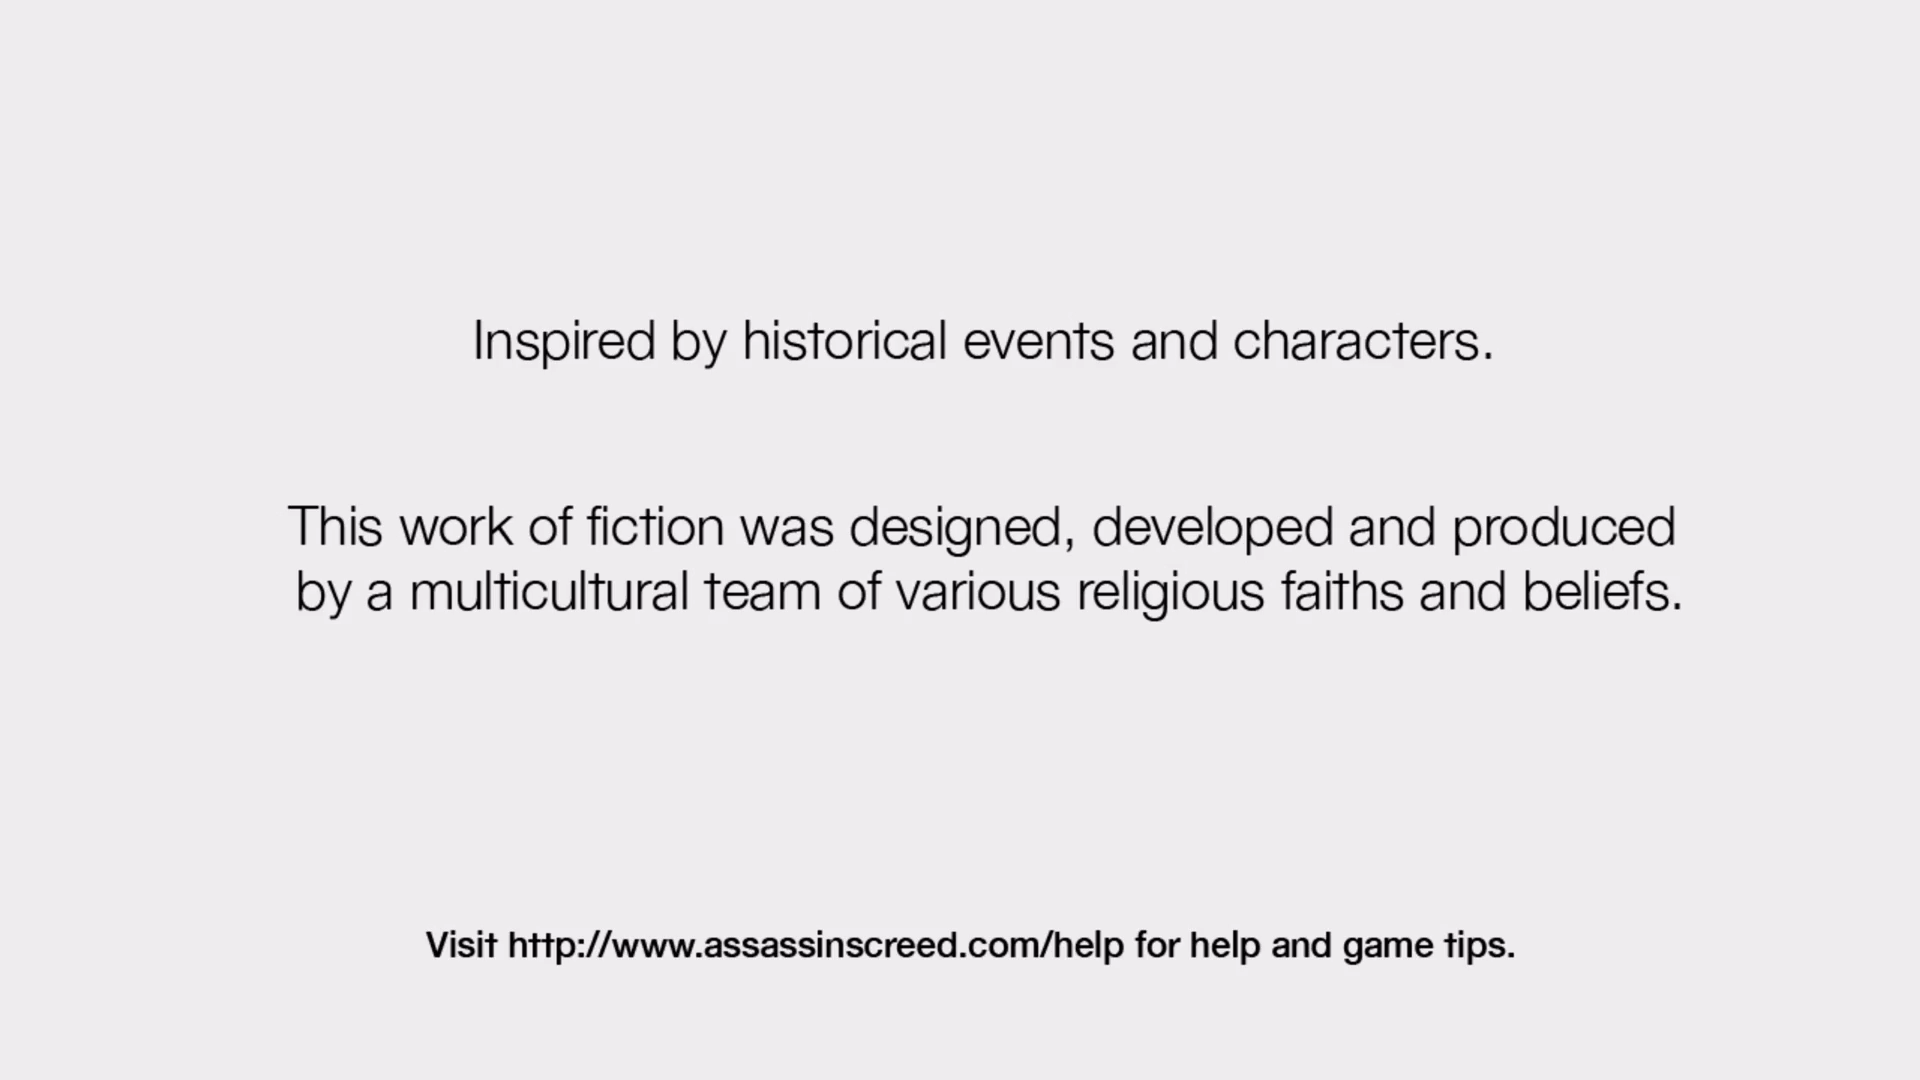 Inspired by historical events and characters.
This work of fiction was designed, developed and produced
by a multicultural team of various religious faiths and beliefs.
Visit http://www.assassinscreed.com/help for help and game tips.